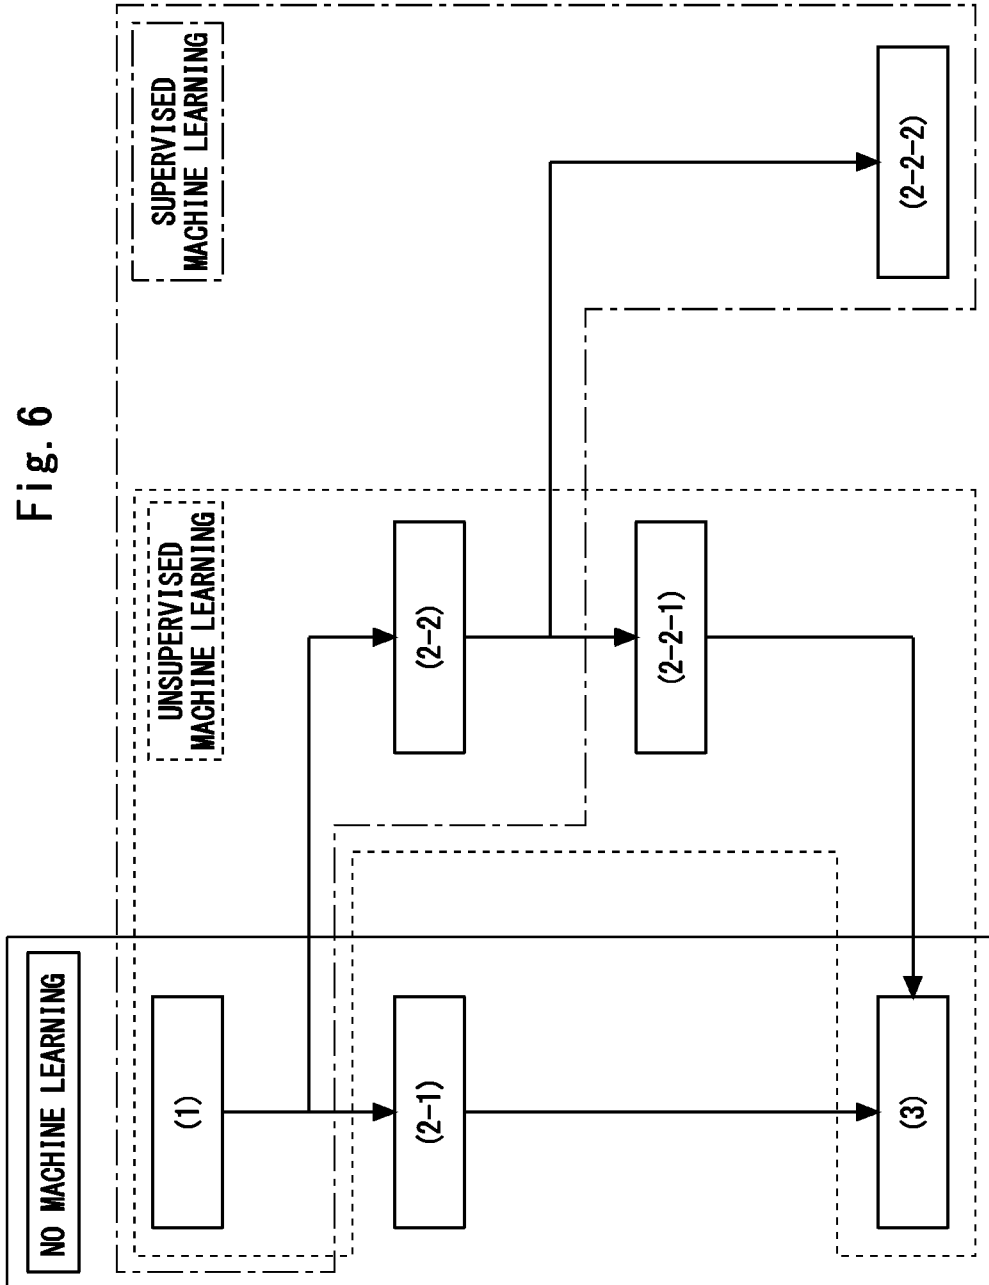 Fig. 6
NO MACHINE LEARNING
UNSUPERVISED
MACHINE LEARNING
SUPERVISED
MACHINE LEARNING
(1)
(2-1)
(2-2)
(2-2-1)
(3)
(2-2-2)